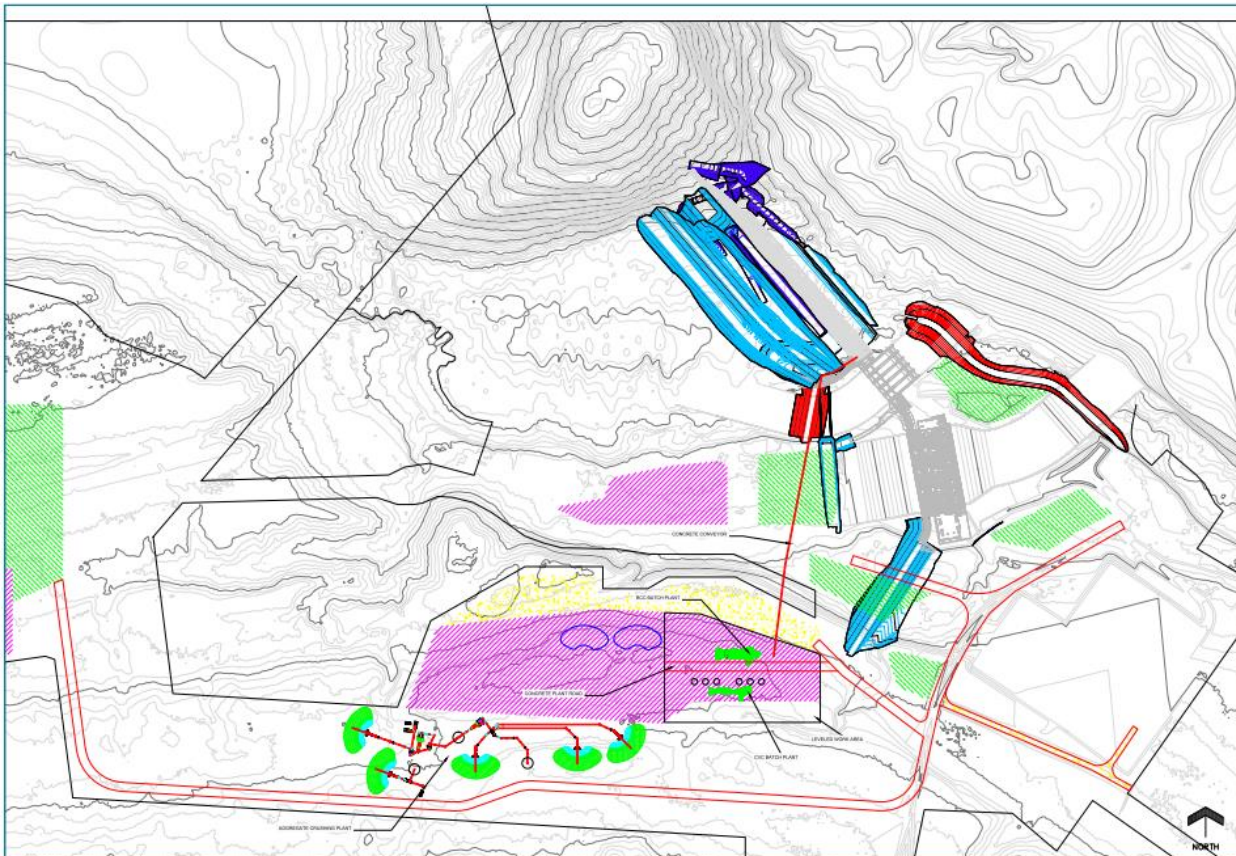 CONCRETE CONVEYOR
RCC BATCH PLANT
CONCRETE PLANT ROAD
LEVELED WORK AREA
CVC BATCH PLANT
AGGREGATE CRUSHING PLANT
NORTH